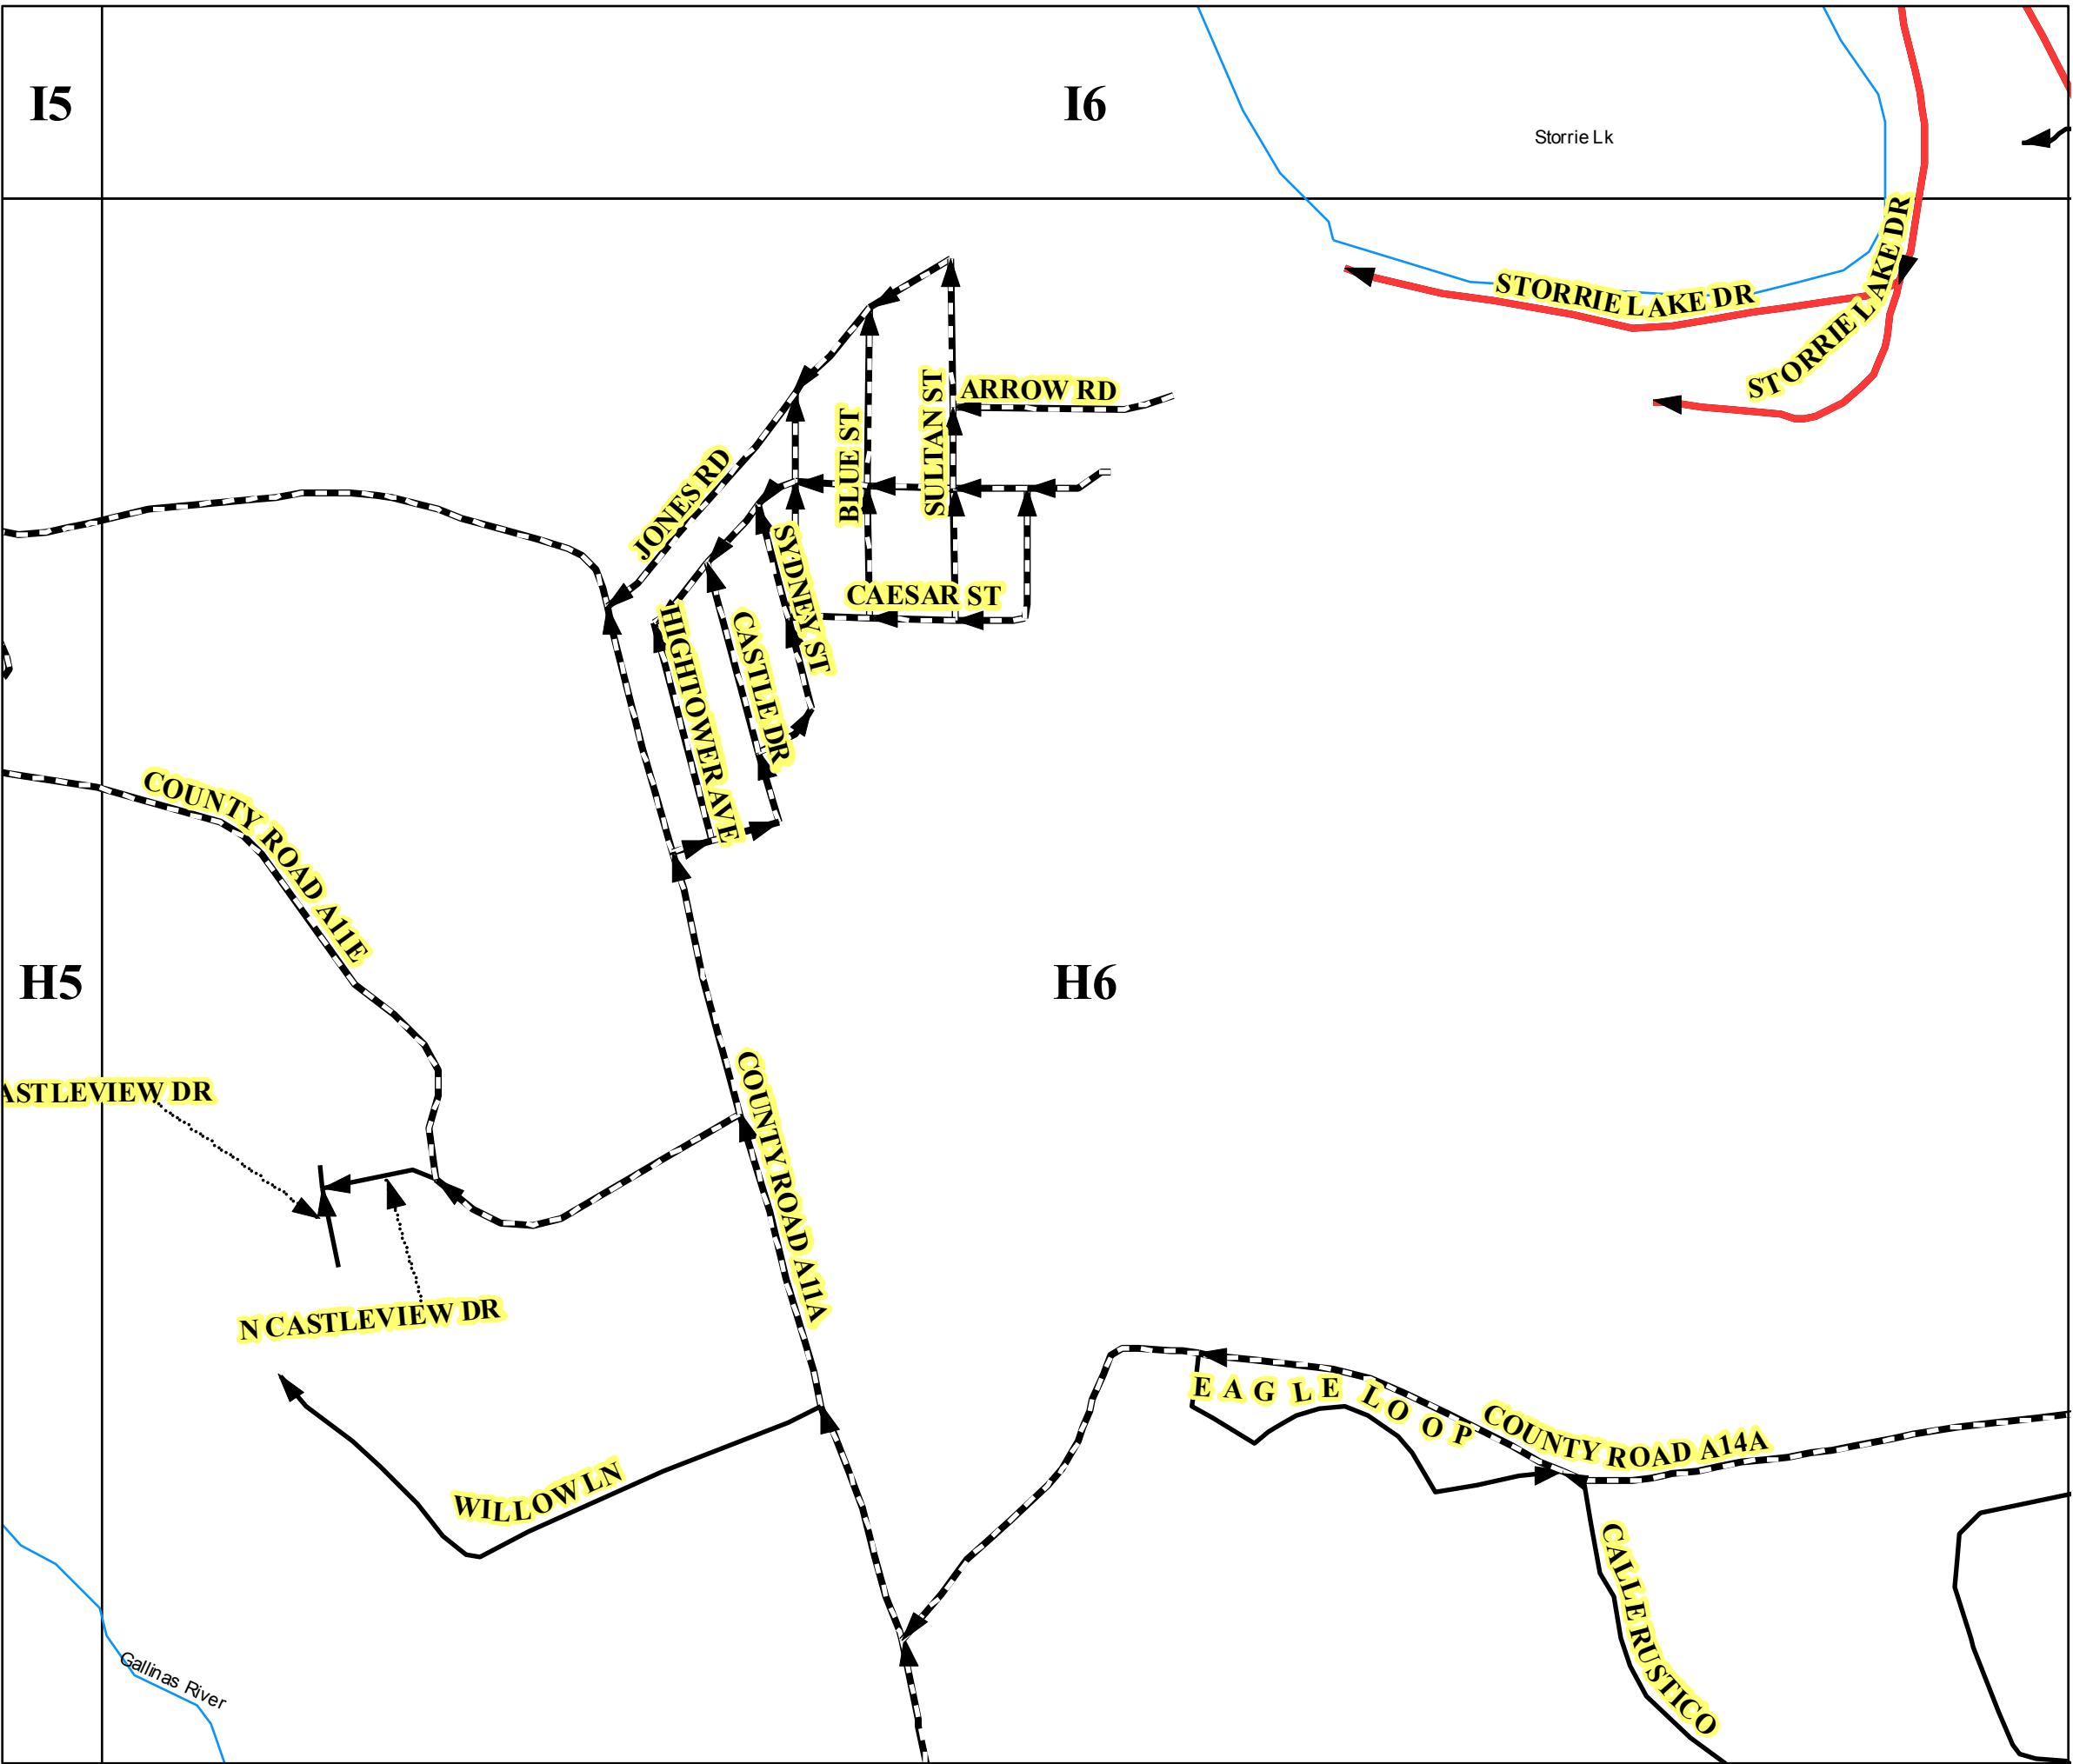 I5
I6
Storrie Lk
STORRIE LAKE DR
STORRIE LAKE DR
ARROW RD
SULTAN ST
BLUE ST
JONES RD
SYDNEY ST
CAESAR ST
HIGHTOWER AVE
CASTLE DR
COUNTY ROAD A11E
H5
H6
ASTLEVIEW DR
COUNTY ROAD A11A
N CASTLEVIEW DR
EAGLE LOOP
COUNTY ROAD A14A
WILLOW LN
CALLE RUSTICO
Gallinas River